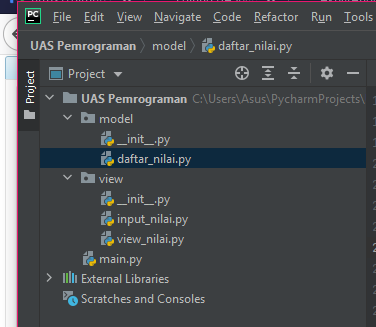 PC File Edit View Navigate Code Refactor Run Tools
UAS Pemrograman model daftar_nilai.py
Project
Project
UAS Pemrograman C:\Users\Asus\PycharmProjects\
model
__init__.py
daftar_nilai.py
view
__init__.py
input_nilai.py
view_nilai.py
main.py
External Libraries
Scratches and Consoles